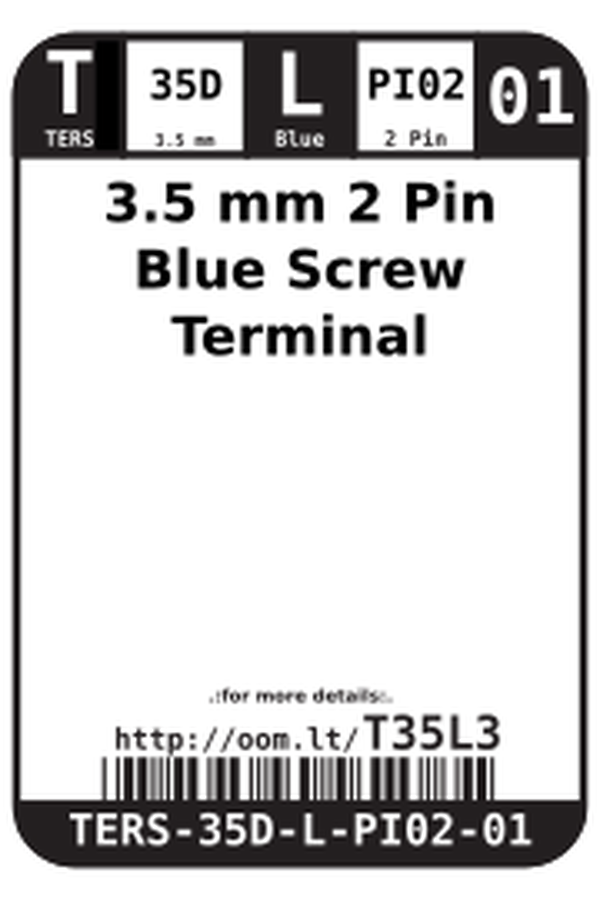 T 35D L PI02 01
TERS 3.5 mm Blue 2 Pin
3.5 mm 2 Pin
Blue Screw
Terminal
.:for more details:.
http://oom.lt/T35L3
TERS-35D-L-PI02-01